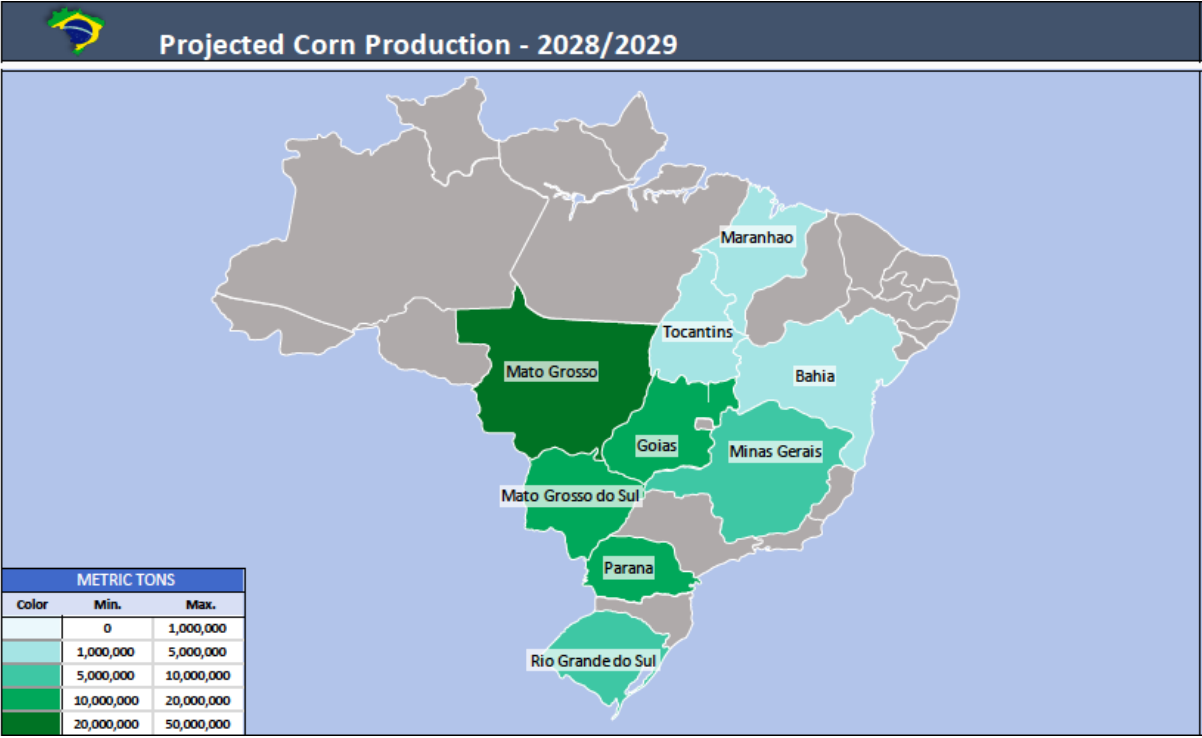 Projected Corn Production - 2028/2029
Maranhao
Tocantins
Mato Grosso
Bahia
Goias
Minas Gerais
Mato Grosso do Sul
Parana
Rio Grande do Sul
METRIC TONS
Color Min. Max.
0 1,000,000
1,000,000 5,000,000
5,000,000 10,000,000
10,000,000 20,000,000
20,000,000 50,000,000